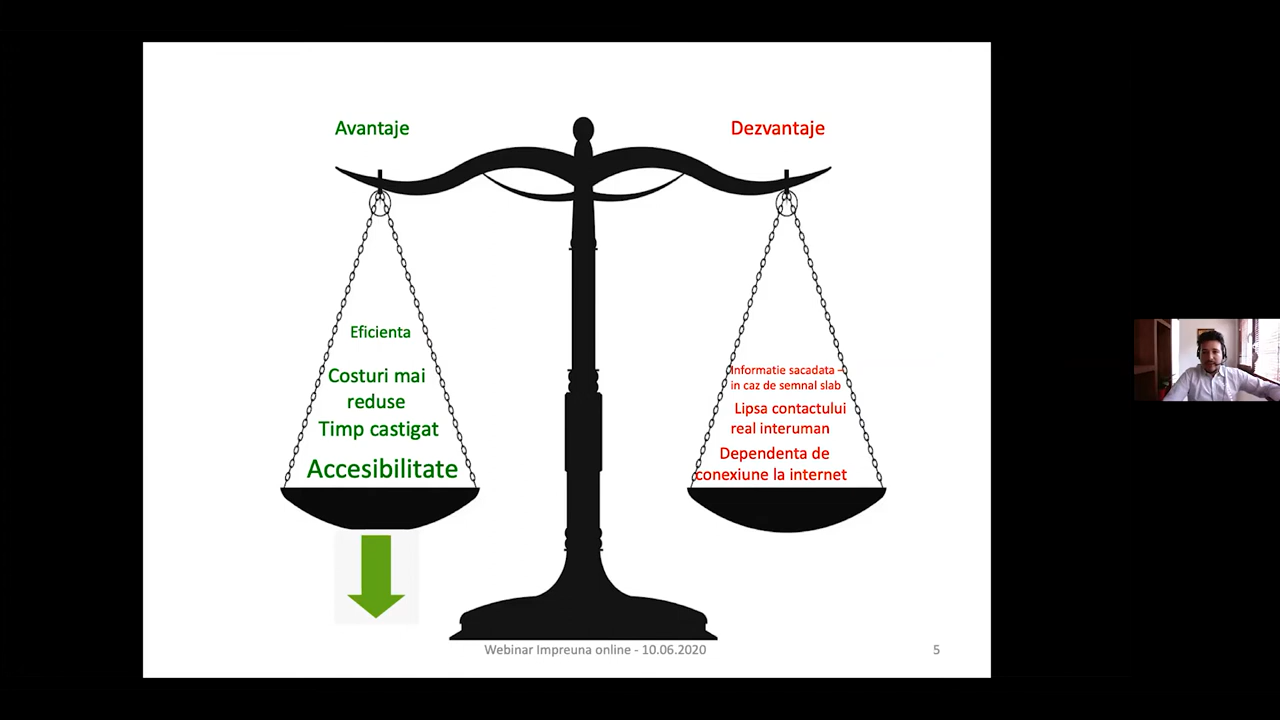 Avantaje
Dezvantaje
Eficienta
Costuri mai
reduse
Timp castigat
Accesibilitate
Informatie sacadata –
in caz de semnal slab
Lipsa contactului
real interuman
Dependenta de
conexiune la internet
Webinar Impreuna online - 10.06.2020
5